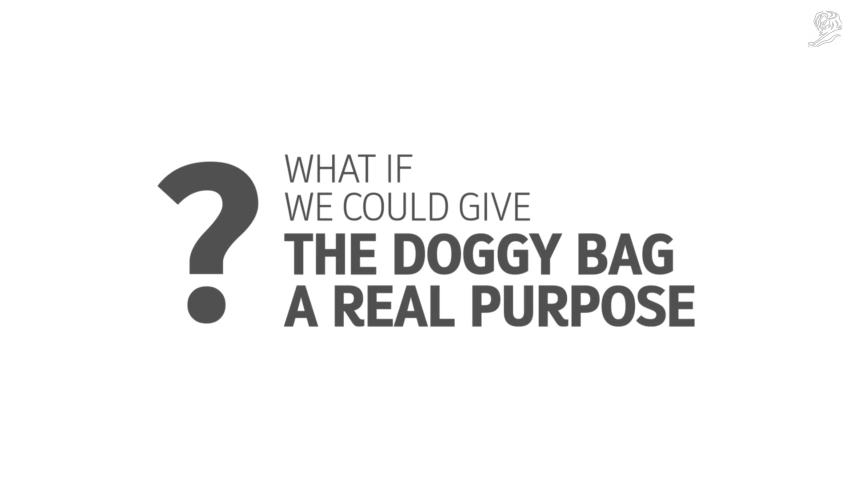 ?
WHAT IF
WE COULD GIVE
THE DOGGY BAG
A REAL PURPOSE